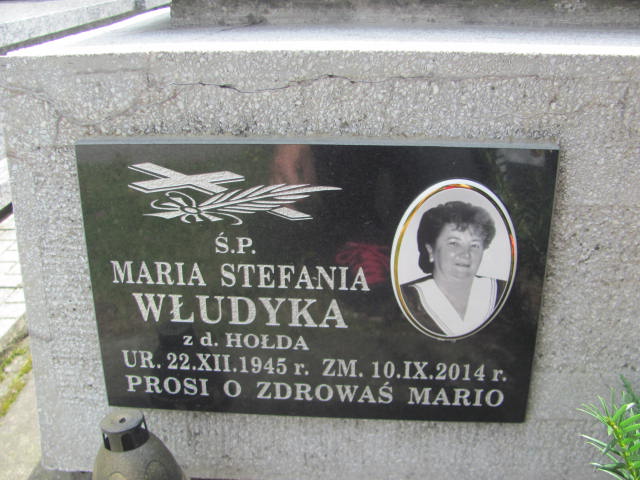 Ś.P.
MARIA STEFANIA
WŁUDYKA
z d. HOŁDA
UR. 22.XII.1945 r. ZM. 10.IX.2014 r.
PROSI O ZDROWAŚ MARIO